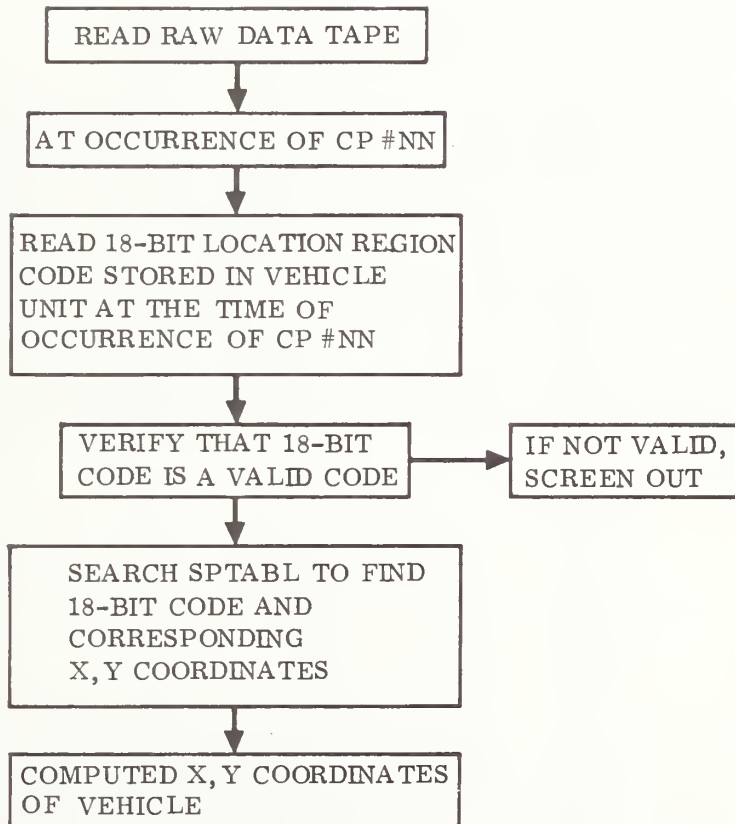 READ RAW DATA TAPE
AT OCCURRENCE OF CP #NN
READ 18-BIT LOCATION REGION
CODE STORED IN VEHICLE
UNIT AT THE TIME OF
OCCURRENCE OF CP #NN
VERIFY THAT 18-BIT
CODE IS A VALID CODE
IF NOT VALID,
SCREEN OUT
SEARCH SPTABL TO FIND
18-BIT CODE AND
CORRESPONDING
X, Y COORDINATES
COMPUTED X, Y COORDINATES
OF VEHICLE